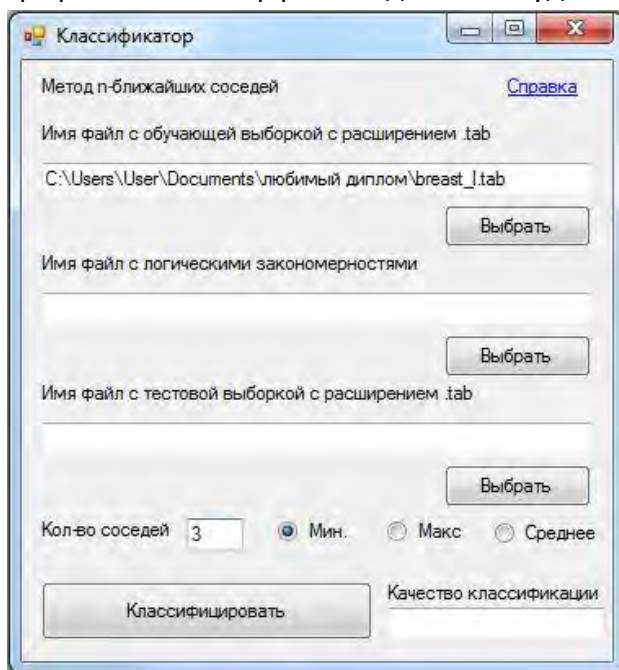 Классификатор
Метод n-ближайших соседей Справка
Имя файл с обучающей выборкой с расширением .tab
C:\Users\User\Documents\любимый диплом\breast_l.tab
Выбрать
Имя файл с логическими закономерностями
Выбрать
Имя файл с тестовой выборкой с расширением .tab
Выбрать
Кол-во соседей 3 Мин. Макс Среднее
Качество классификации
Классифицировать